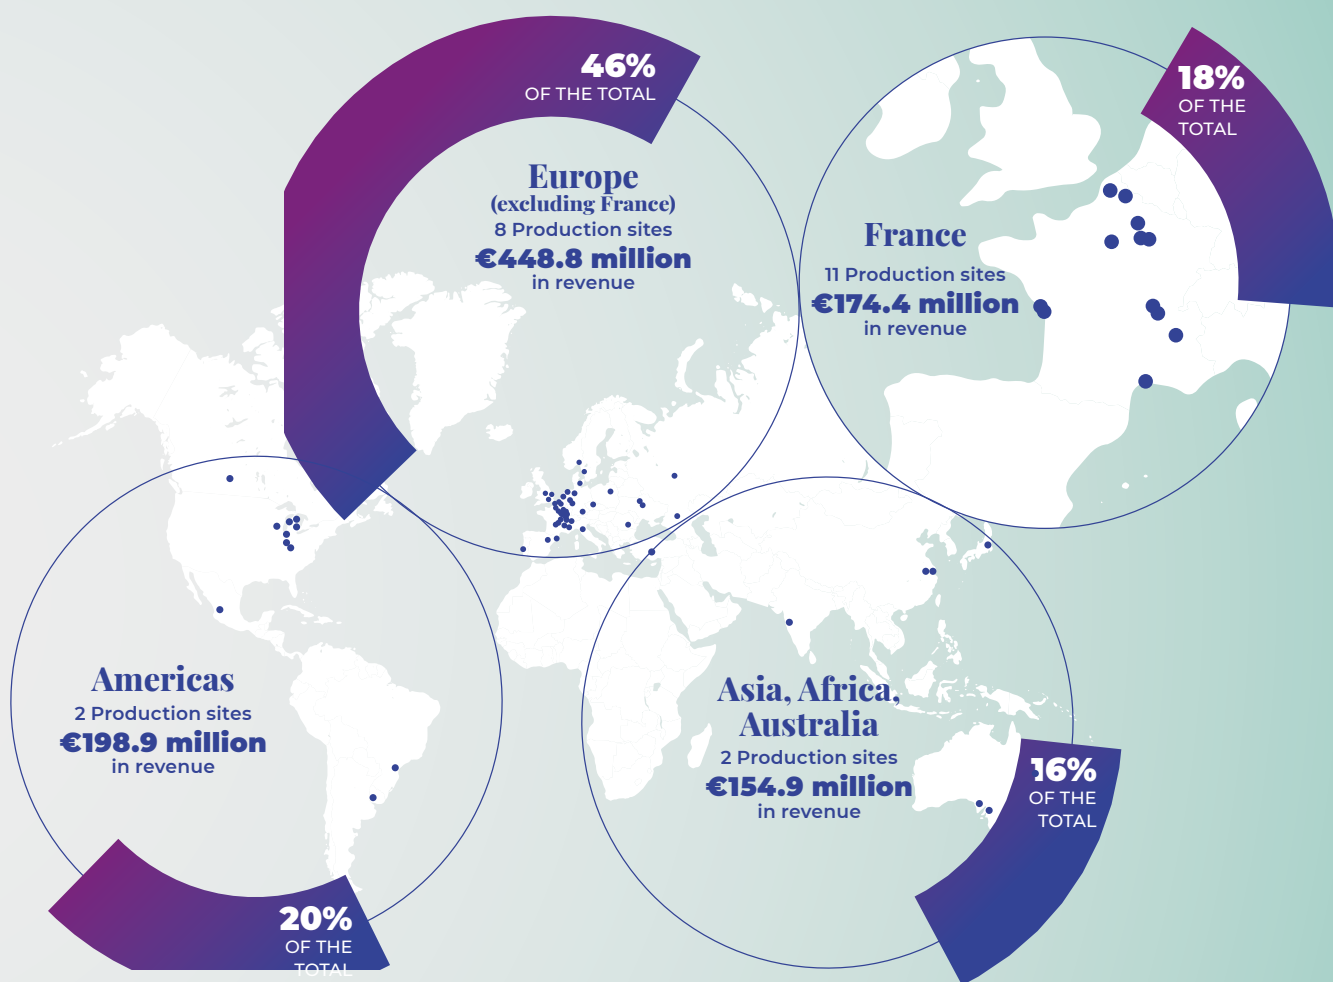 46%
OF THE TOTAL
Europe
(excluding France)
8 Production sites
€448.8 million
in revenue
18%
OF THE
TOTAL
France
11 Production sites
€174.4 million
in revenue
Americas
2 Production sites
€198.9 million
in revenue
20%
OF THE
TOTAL
Asia, Africa,
Australia
2 Production sites
€154.9 million
in revenue
16%
OF THE
TOTAL